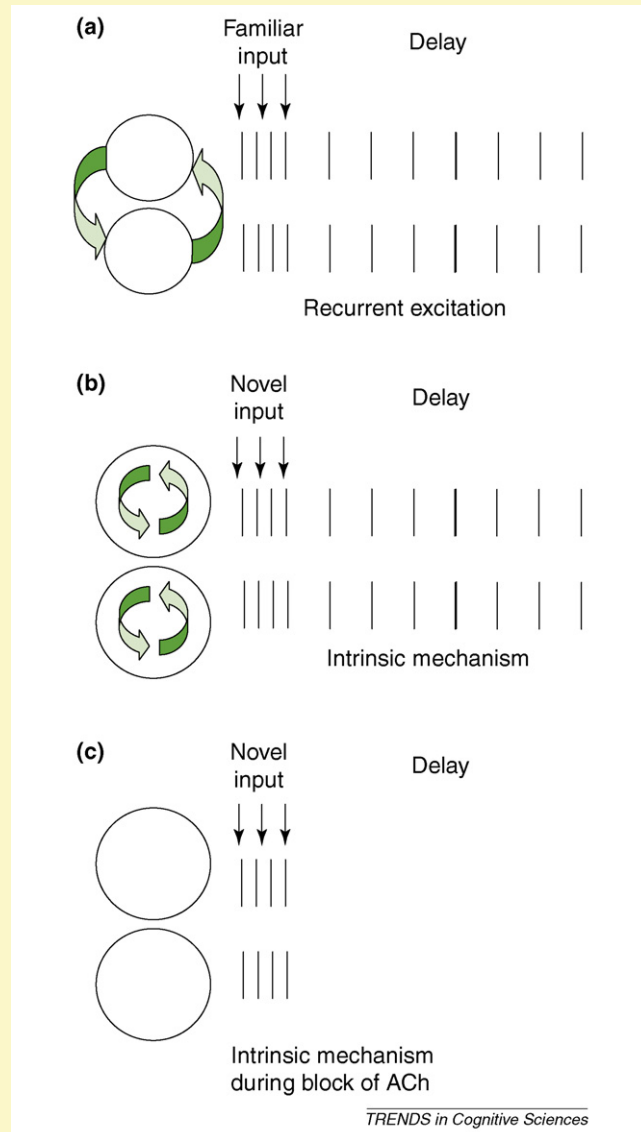 (a)
Familiar
input
Delay
Recurrent excitation
(b)
Novel
input
Delay
Intrinsic mechanism
(c)
Novel
input
Delay
Intrinsic mechanism
during block of ACh
TRENDS in Cognitive Sciences